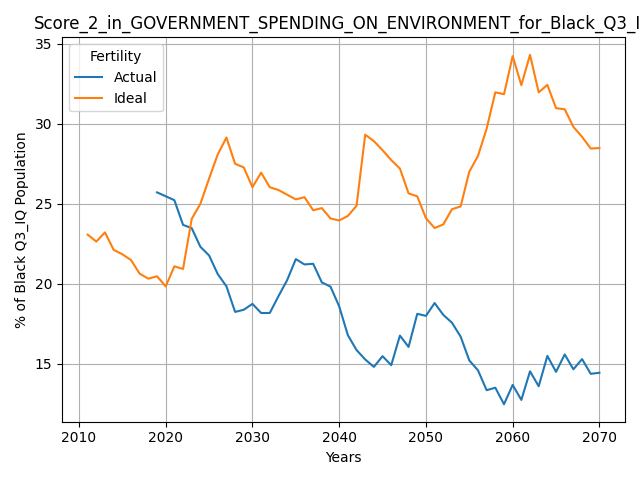 Score_2_in_GOVERNMENT_SPENDING_ON_ENVIRONMENT_for_Black_Q3_I
Fertility
Actual
Ideal
% of Black Q3_IQ Population
35
30
25
20
15
2010 2020 2030 2040 2050 2060 2070
Years